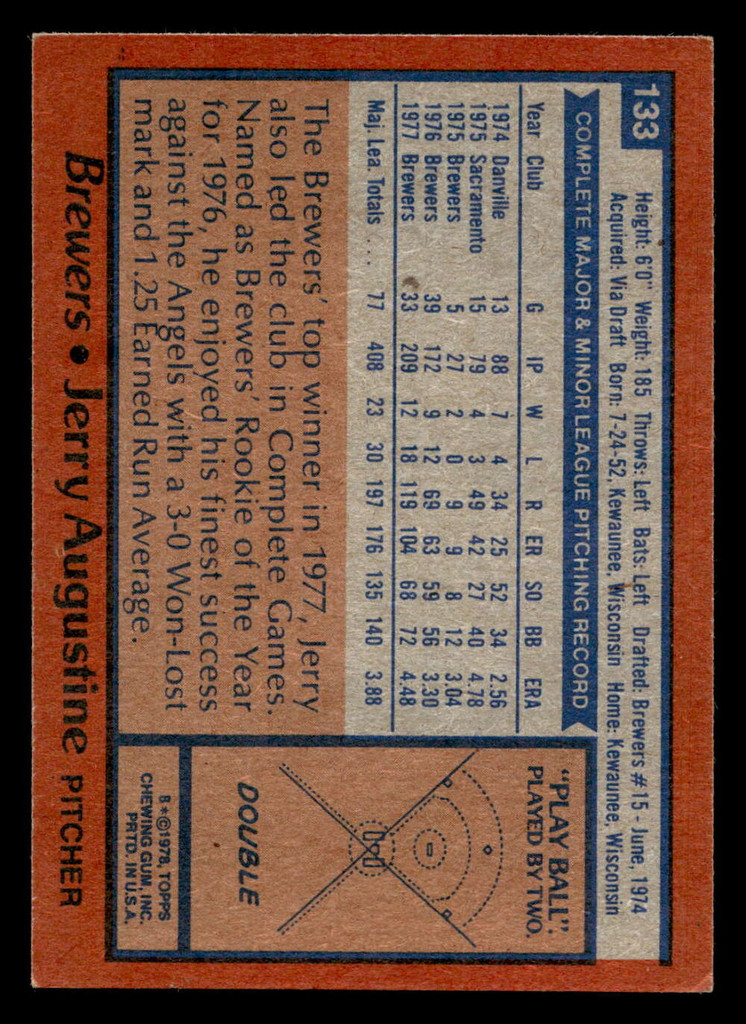 133
Height: 6'0" Weight: 185 Throws: Left Bats: Left Drafted: Brewers #15 - June, 1974
Acquired: Via Draft Born: 7-24-52, Kewaunee, Wisconsin Home: Kewaunee, Wisconsin
COMPLETE MAJOR & MINOR LEAGUE PITCHING RECORD
Year Club G IP W L R ER SO BB ERA
1974 Danville 13 88 7 4 34 25 52 34 2.56
1975 Sacramento 15 79 4 3 49 42 27 40 4.78
1975 Brewers 5 27 2 0 9 9 8 12 3.04
1976 Brewers 39 172 9 12 69 63 59 56 3.30
1977 Brewers 33 209 12 18 119 104 68 72 4.48
Maj. Lea. Totals .... 77 408 23 30 197 176 135 140 3.88
The Brewers' top winner in 1977, Jerry
also led the club in Complete Games.
Named as Brewers' Rookie of the Year
for 1976, he enjoyed his finest success
against the Angels with a 3-0 Won-Lost
mark and 1.25 Earned Run Average.
"PLAY BALL":
PLAYED BY TWO.
DOUBLE
B*©1978, TOPPS
CHEWING GUM, INC.
PRTD. IN U.S.A.
Brewers • Jerry Augustine PITCHER